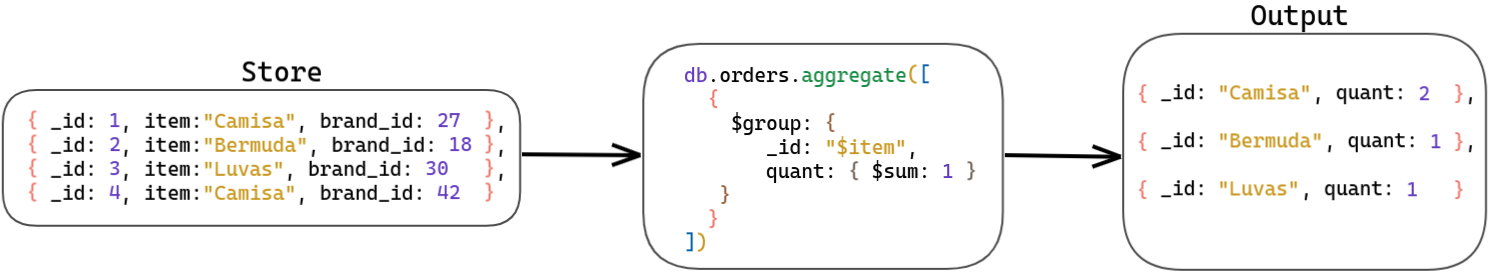 Store
{ _id: 1, item:"Camisa", brand_id: 27 },
{ _id: 2, item:"Bermuda", brand_id: 18 },
{ _id: 3, item:"Luvas", brand_id: 30 },
{ _id: 4, item:"Camisa", brand_id: 42 }
db.orders.aggregate([
{
$group: {
_id: "$item",
quant: { $sum: 1 }
}
}
])
Output
{ _id: "Camisa", quant: 2 },
{ _id: "Bermuda", quant: 1 },
{ _id: "Luvas", quant: 1 }